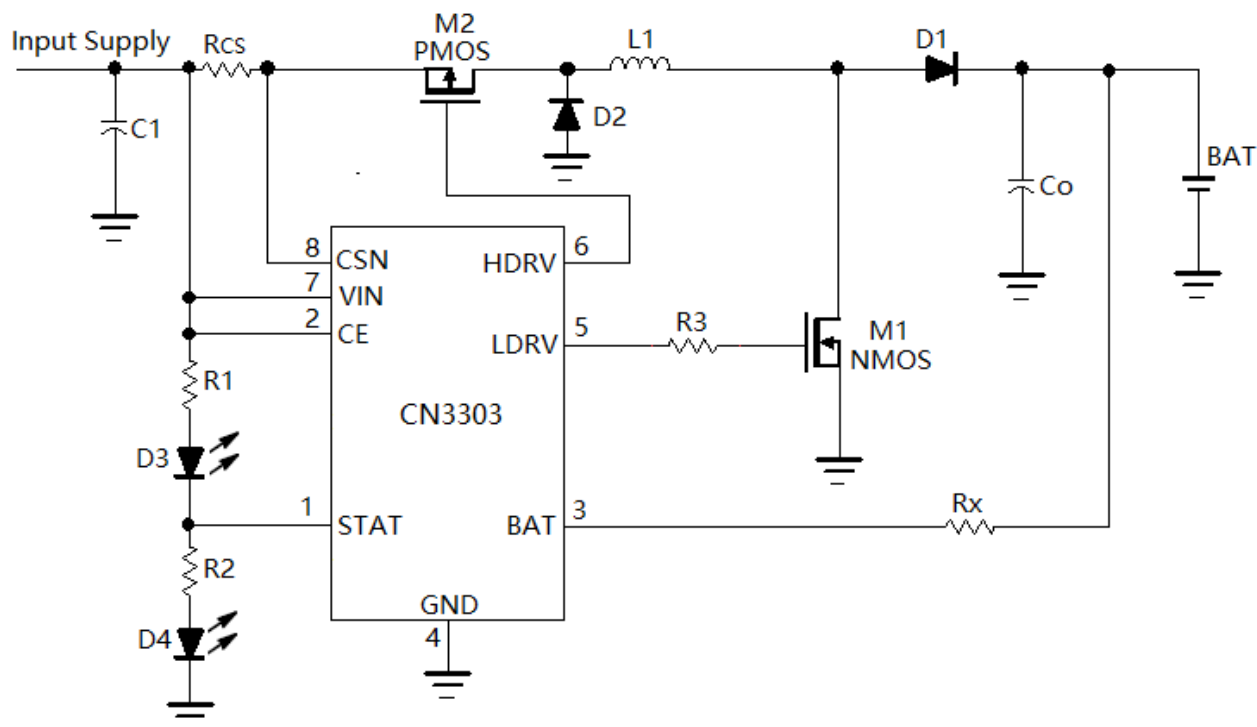 M2
PMOS
L1
D1
Input Supply
Rcs
C1
D2
BAT
Co
8
CSN
HDRV
6
7
VIN
2
CE
LDRV
5
R3
M1
NMOS
R1
CN3303
D3
1
STAT
BAT
3
Rx
R2
GND
D4
4